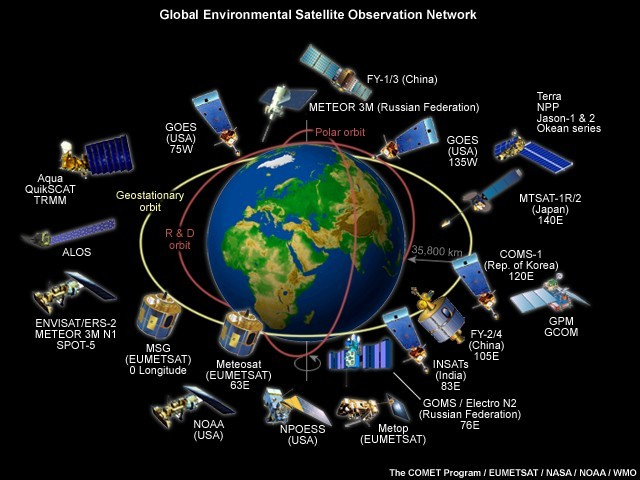 Global Environmental Satellite Observation Network
FY-1/3 (China)
METEOR 3M (Russian Federation)
Terra
NPP
Jason-1 & 2
Okean series
GOES
(USA)
75W
Polar orbit
GOES
(USA)
135W
Aqua
QuikSCAT
TRMM
Geostationary
orbit
MTSAT-1R/2
(Japan)
140E
R & D
orbit
ALOS
35,800 km
COMS-1
(Rep. of Korea)
120E
ENVISAT/ERS-2
METEOR 3M N1
SPOT-5
GPM
GCOM
MSG
(EUMETSAT)
0 Longitude
Meteosat
(EUMETSAT)
63E
FY-2/4
(China)
105E
INSATs
(India)
83E
GOMS / Electro N2
(Russian Federation)
76E
NOAA
(USA)
NPOESS
(USA)
Metop
(EUMETSAT)
The COMET Program / EUMETSAT / NASA / NOAA / WMO